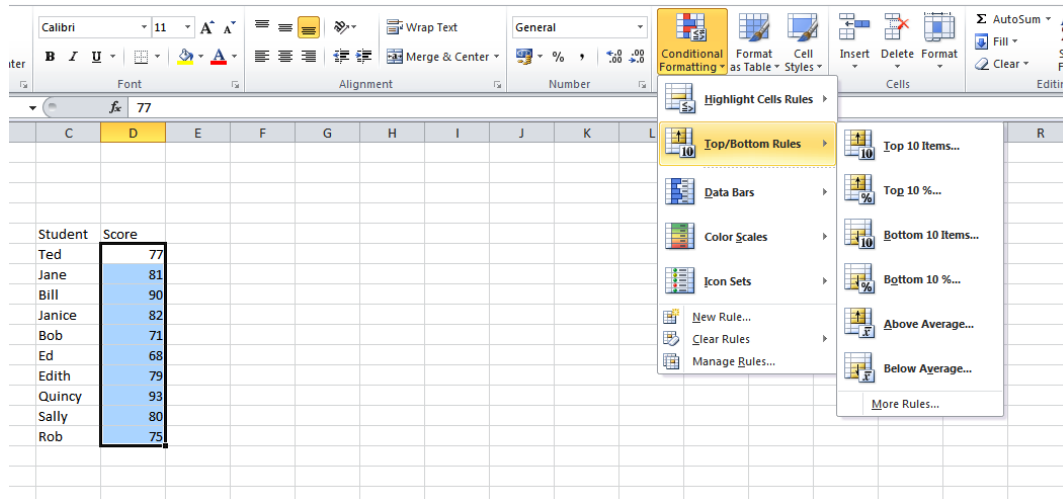 Calibri 11 A A Wrap Text General Conditional Formatting Format as Table Cell Styles Insert Delete Format Σ AutoSum
B I U A Merge & Center % , .0 .00 .00 .0 Fill
Clear
Font Alignment Number Cells
fx 77
C D E F G H I J K L R
Highlight Cells Rules
Top/Bottom Rules
Data Bars
Color Scales
Icon Sets
New Rule...
Clear Rules
Manage Rules...
10 Top 10 Items...
% Top 10 %...
10 Bottom 10 Items...
% Bottom 10 %...
Above Average...
Below Average...
More Rules...
Student Score
Ted 77
Jane 81
Bill 90
Janice 82
Bob 71
Ed 68
Edith 79
Quincy 93
Sally 80
Rob 75